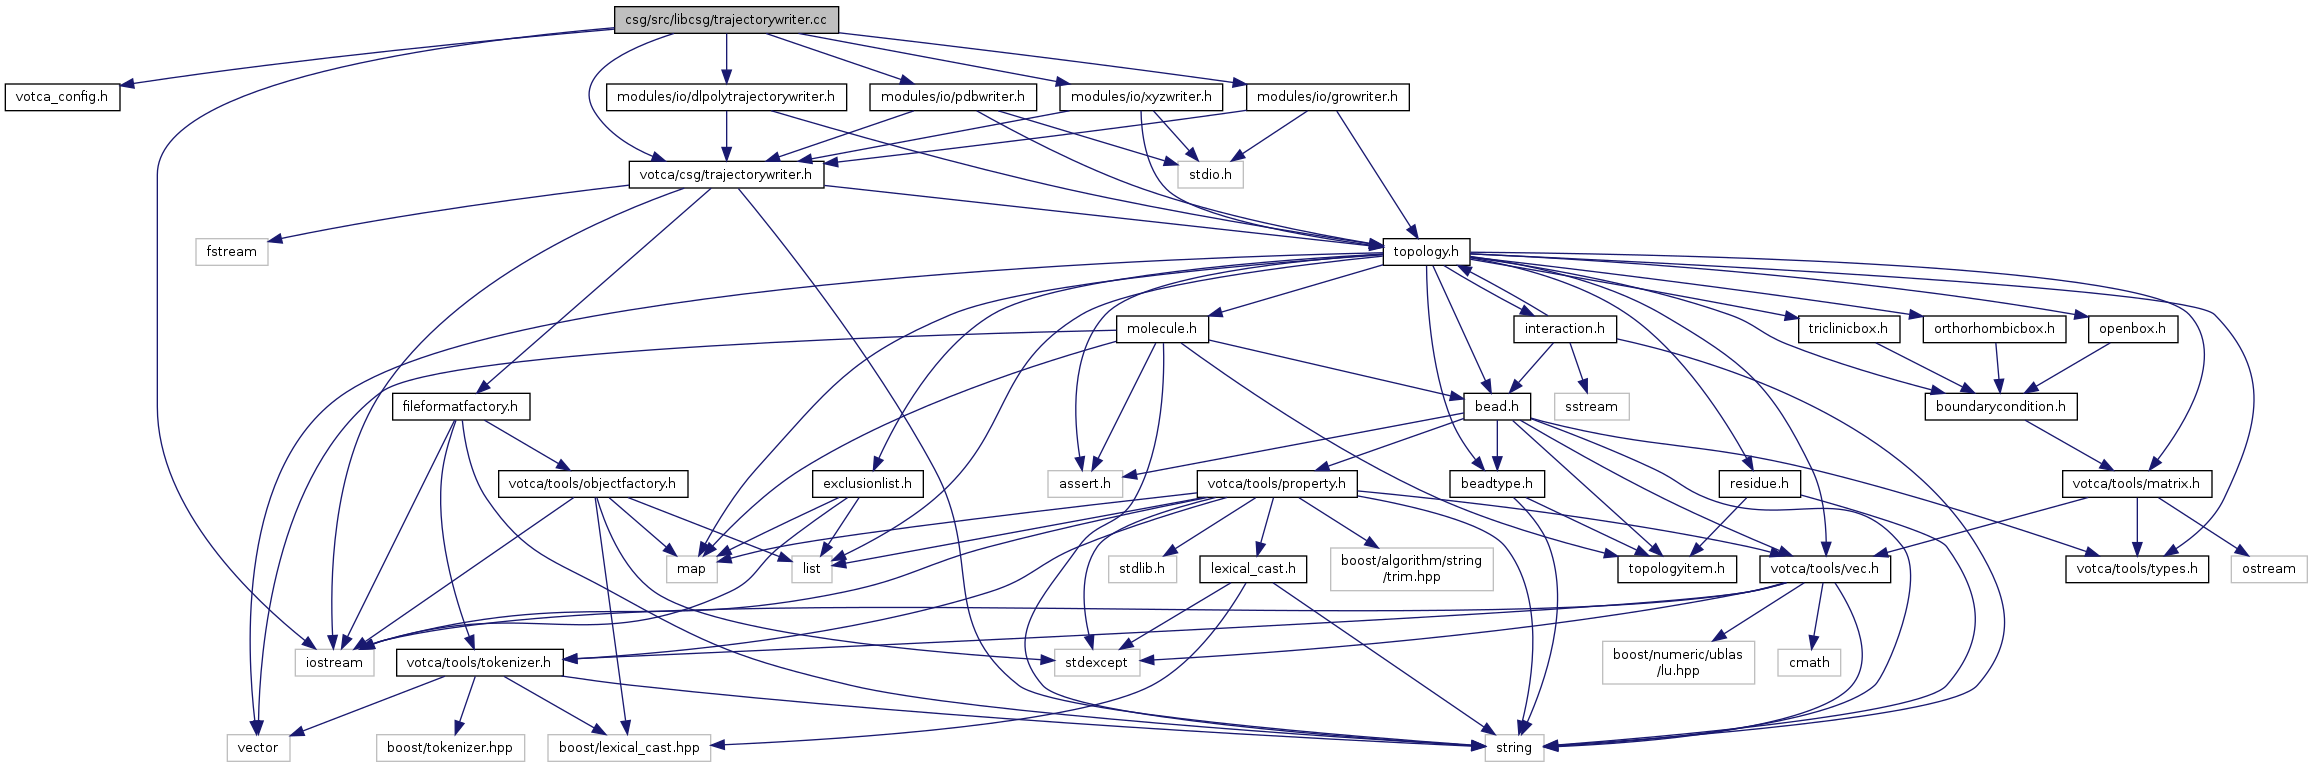 csg/src/libcsg/trajectorywriter.cc
votca_config.h
modules/io/dlpolytrajectorywriter.h
modules/io/pdbwriter.h
modules/io/xyzwriter.h
modules/io/growriter.h
votca/csg/trajectorywriter.h
stdio.h
fstream
topology.h
molecule.h
interaction.h
triclinicbox.h
orthorhombicbox.h
openbox.h
fileformatfactory.h
bead.h
sstream
boundarycondition.h
votca/tools/objectfactory.h
exclusionlist.h
assert.h
votca/tools/property.h
beadtype.h
residue.h
votca/tools/matrix.h
map
list
stdlib.h
lexical_cast.h
boost/algorithm/string
/trim.hpp
topologyitem.h
votca/tools/vec.h
votca/tools/types.h
ostream
iostream
votca/tools/tokenizer.h
stdexcept
boost/numeric/ublas
/lu.hpp
cmath
vector
boost/tokenizer.hpp
boost/lexical_cast.hpp
string